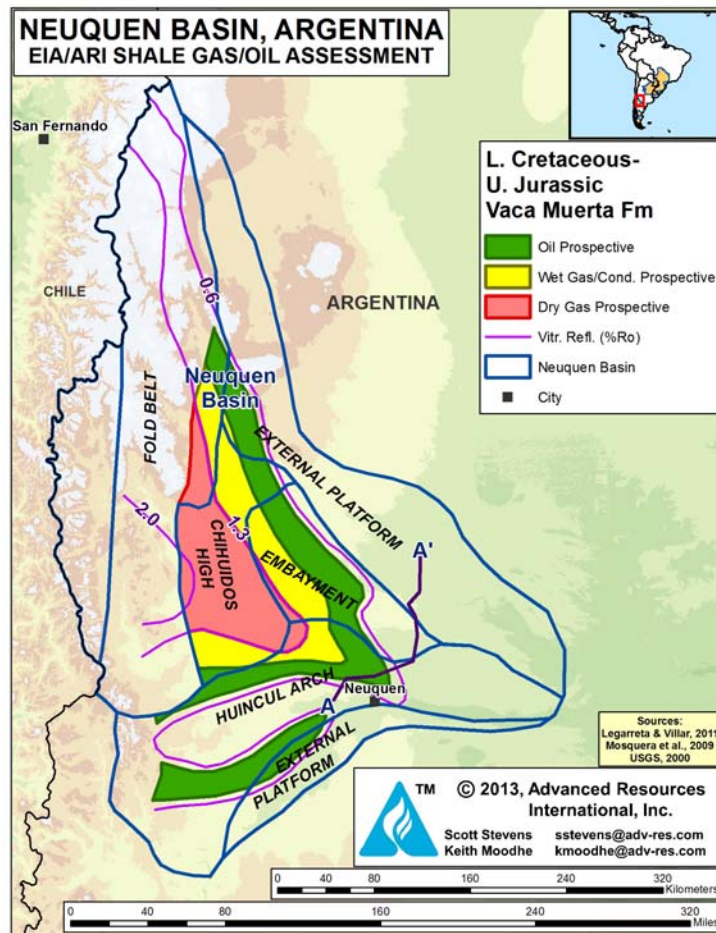 NEUQUEN BASIN, ARGENTINA
EIA/ARI SHALE GAS/OIL ASSESSMENT
San Fernando
L. Cretaceous-
U. Jurassic
Vaca Muerta Fm
Oil Prospective
Wet Gas/Cond. Prospective
Dry Gas Prospective
Vitr. Refl. (%Ro)
Neuquen Basin
City
CHILE
ARGENTINA
0.6
Neuquen
Basin
FOLD BELT
EXTERNAL PLATFORM
2.0
1.3
CHIHUIDOS
HIGH
EMBAYMENT
A'
HUINCUL ARCH
Neuquen
A
EXTERNAL
PLATFORM
Sources:
Legarreta & Villar, 2011
Mosquera et al., 2009
USGS, 2000
TM
© 2013, Advanced Resources
International, Inc.
Scott Stevens sstevens@adv-res.com
Keith Moodhe kmoodhe@adv-res.com
0 40 80 160 240 320
Kilometers
0 40 80 160 240 320
Miles